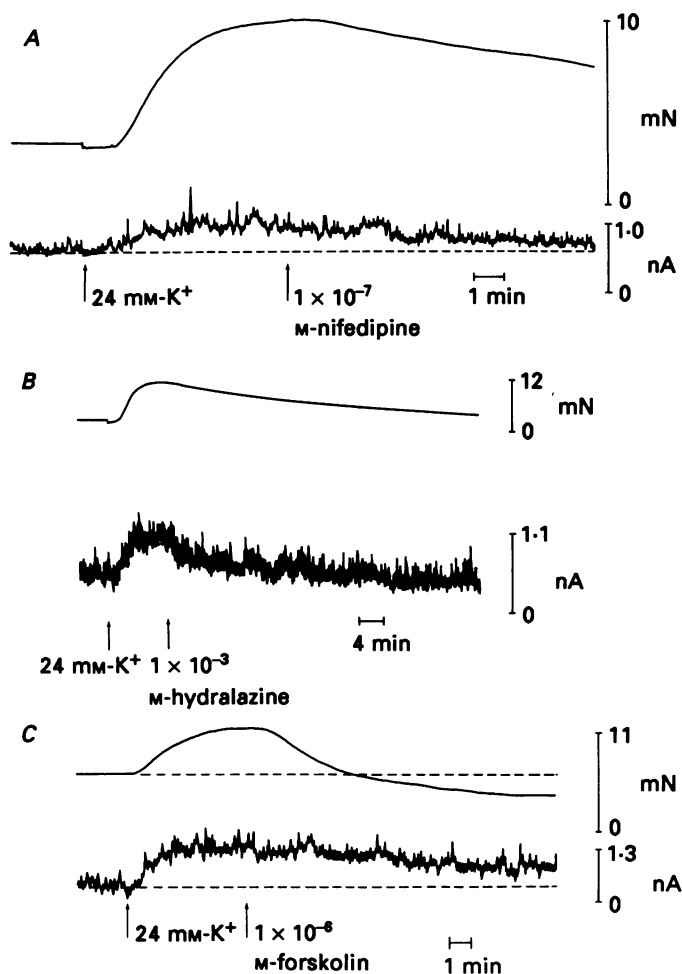 A
10
mN
0
1·0
nA
0
24 mM-K⁺
1 × 10⁻⁷
M-nifedipine
1 min
B
12
mN
0
1·1
nA
0
24 mM-K⁺
1 × 10⁻³
M-hydralazine
4 min
C
11
mN
0
1·3
nA
0
24 mM-K⁺
1 × 10⁻⁶
M-forskolin
1 min